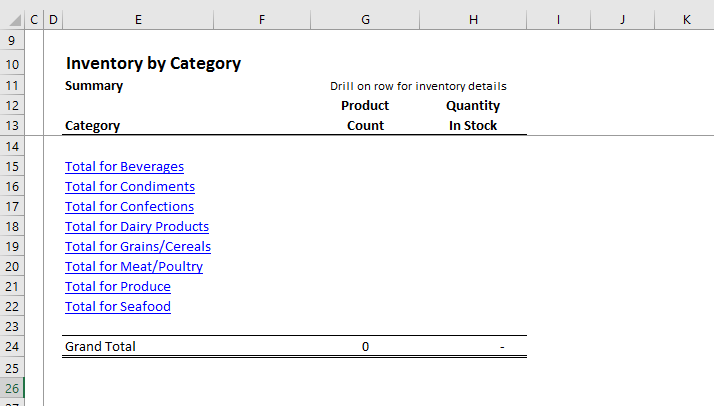 C D E F G H I J K
9
10 Inventory by Category
11 Summary Drill on row for inventory details
12 Product Quantity
13 Category Count In Stock
14
15 Total for Beverages
16 Total for Condiments
17 Total for Confections
18 Total for Dairy Products
19 Total for Grains/Cereals
20 Total for Meat/Poultry
21 Total for Produce
22 Total for Seafood
23
24 Grand Total 0 -
25
26
27